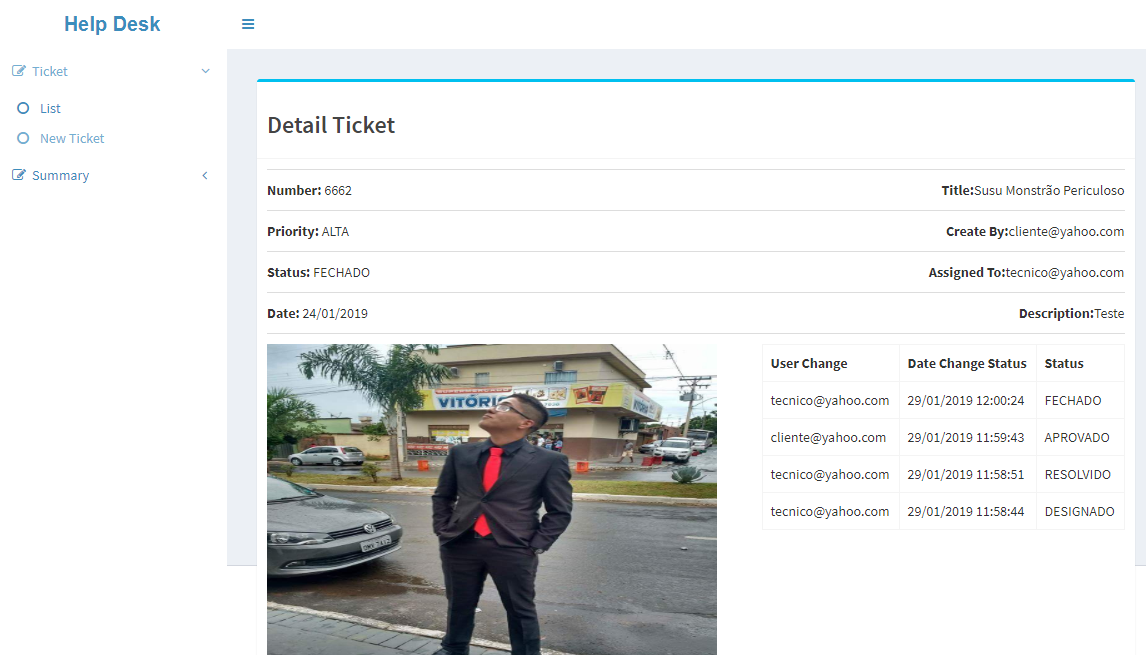 Help Desk
Ticket
List
New Ticket
Summary
Detail Ticket
Number: 6662 Title:Susu Monstrão Periculoso
Priority: ALTA Create By:cliente@yahoo.com
Status: FECHADO Assigned To:tecnico@yahoo.com
Date: 24/01/2019 Description:Teste
VITÓRI
User Change Date Change Status Status
tecnico@yahoo.com 29/01/2019 12:00:24 FECHADO
cliente@yahoo.com 29/01/2019 11:59:43 APROVADO
tecnico@yahoo.com 29/01/2019 11:58:51 RESOLVIDO
tecnico@yahoo.com 29/01/2019 11:58:44 DESIGNADO